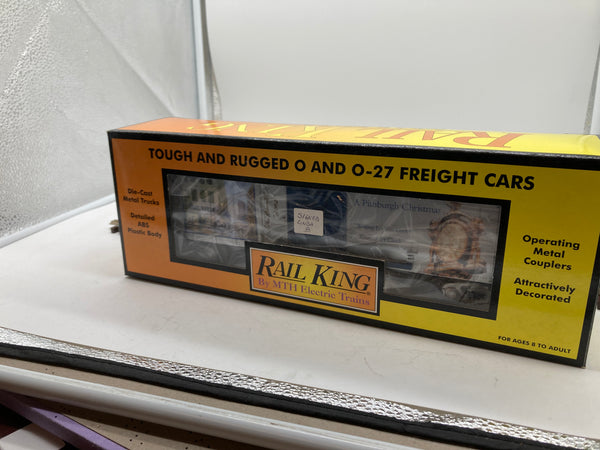 RAIL KING
TOUGH AND RUGGED O AND O-27 FREIGHT CARS
Die-Cast
Metal Trucks
Detailed
ABS
Plastic Body
A Pittsburgh Christmas
RAIL KING
By MTH Electric Trains
Operating
Metal
Couplers
Attractively
Decorated
FOR AGES 8 TO ADULT